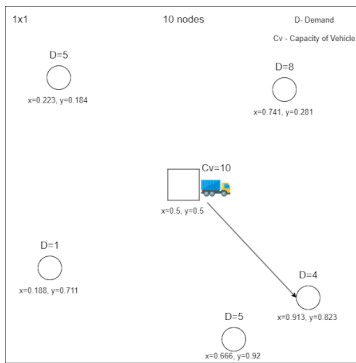 1x1 10 nodes D- Demand
Cv - Capacity of Vehicle
D=5
x=0.223, y=0.184
D=8
x=0.741, y=0.281
Cv=10
x=0.5, y=0.5
D=1
x=0.188, y=0.711
D=4
x=0.913, y=0.823
D=5
x=0.666, y=0.92